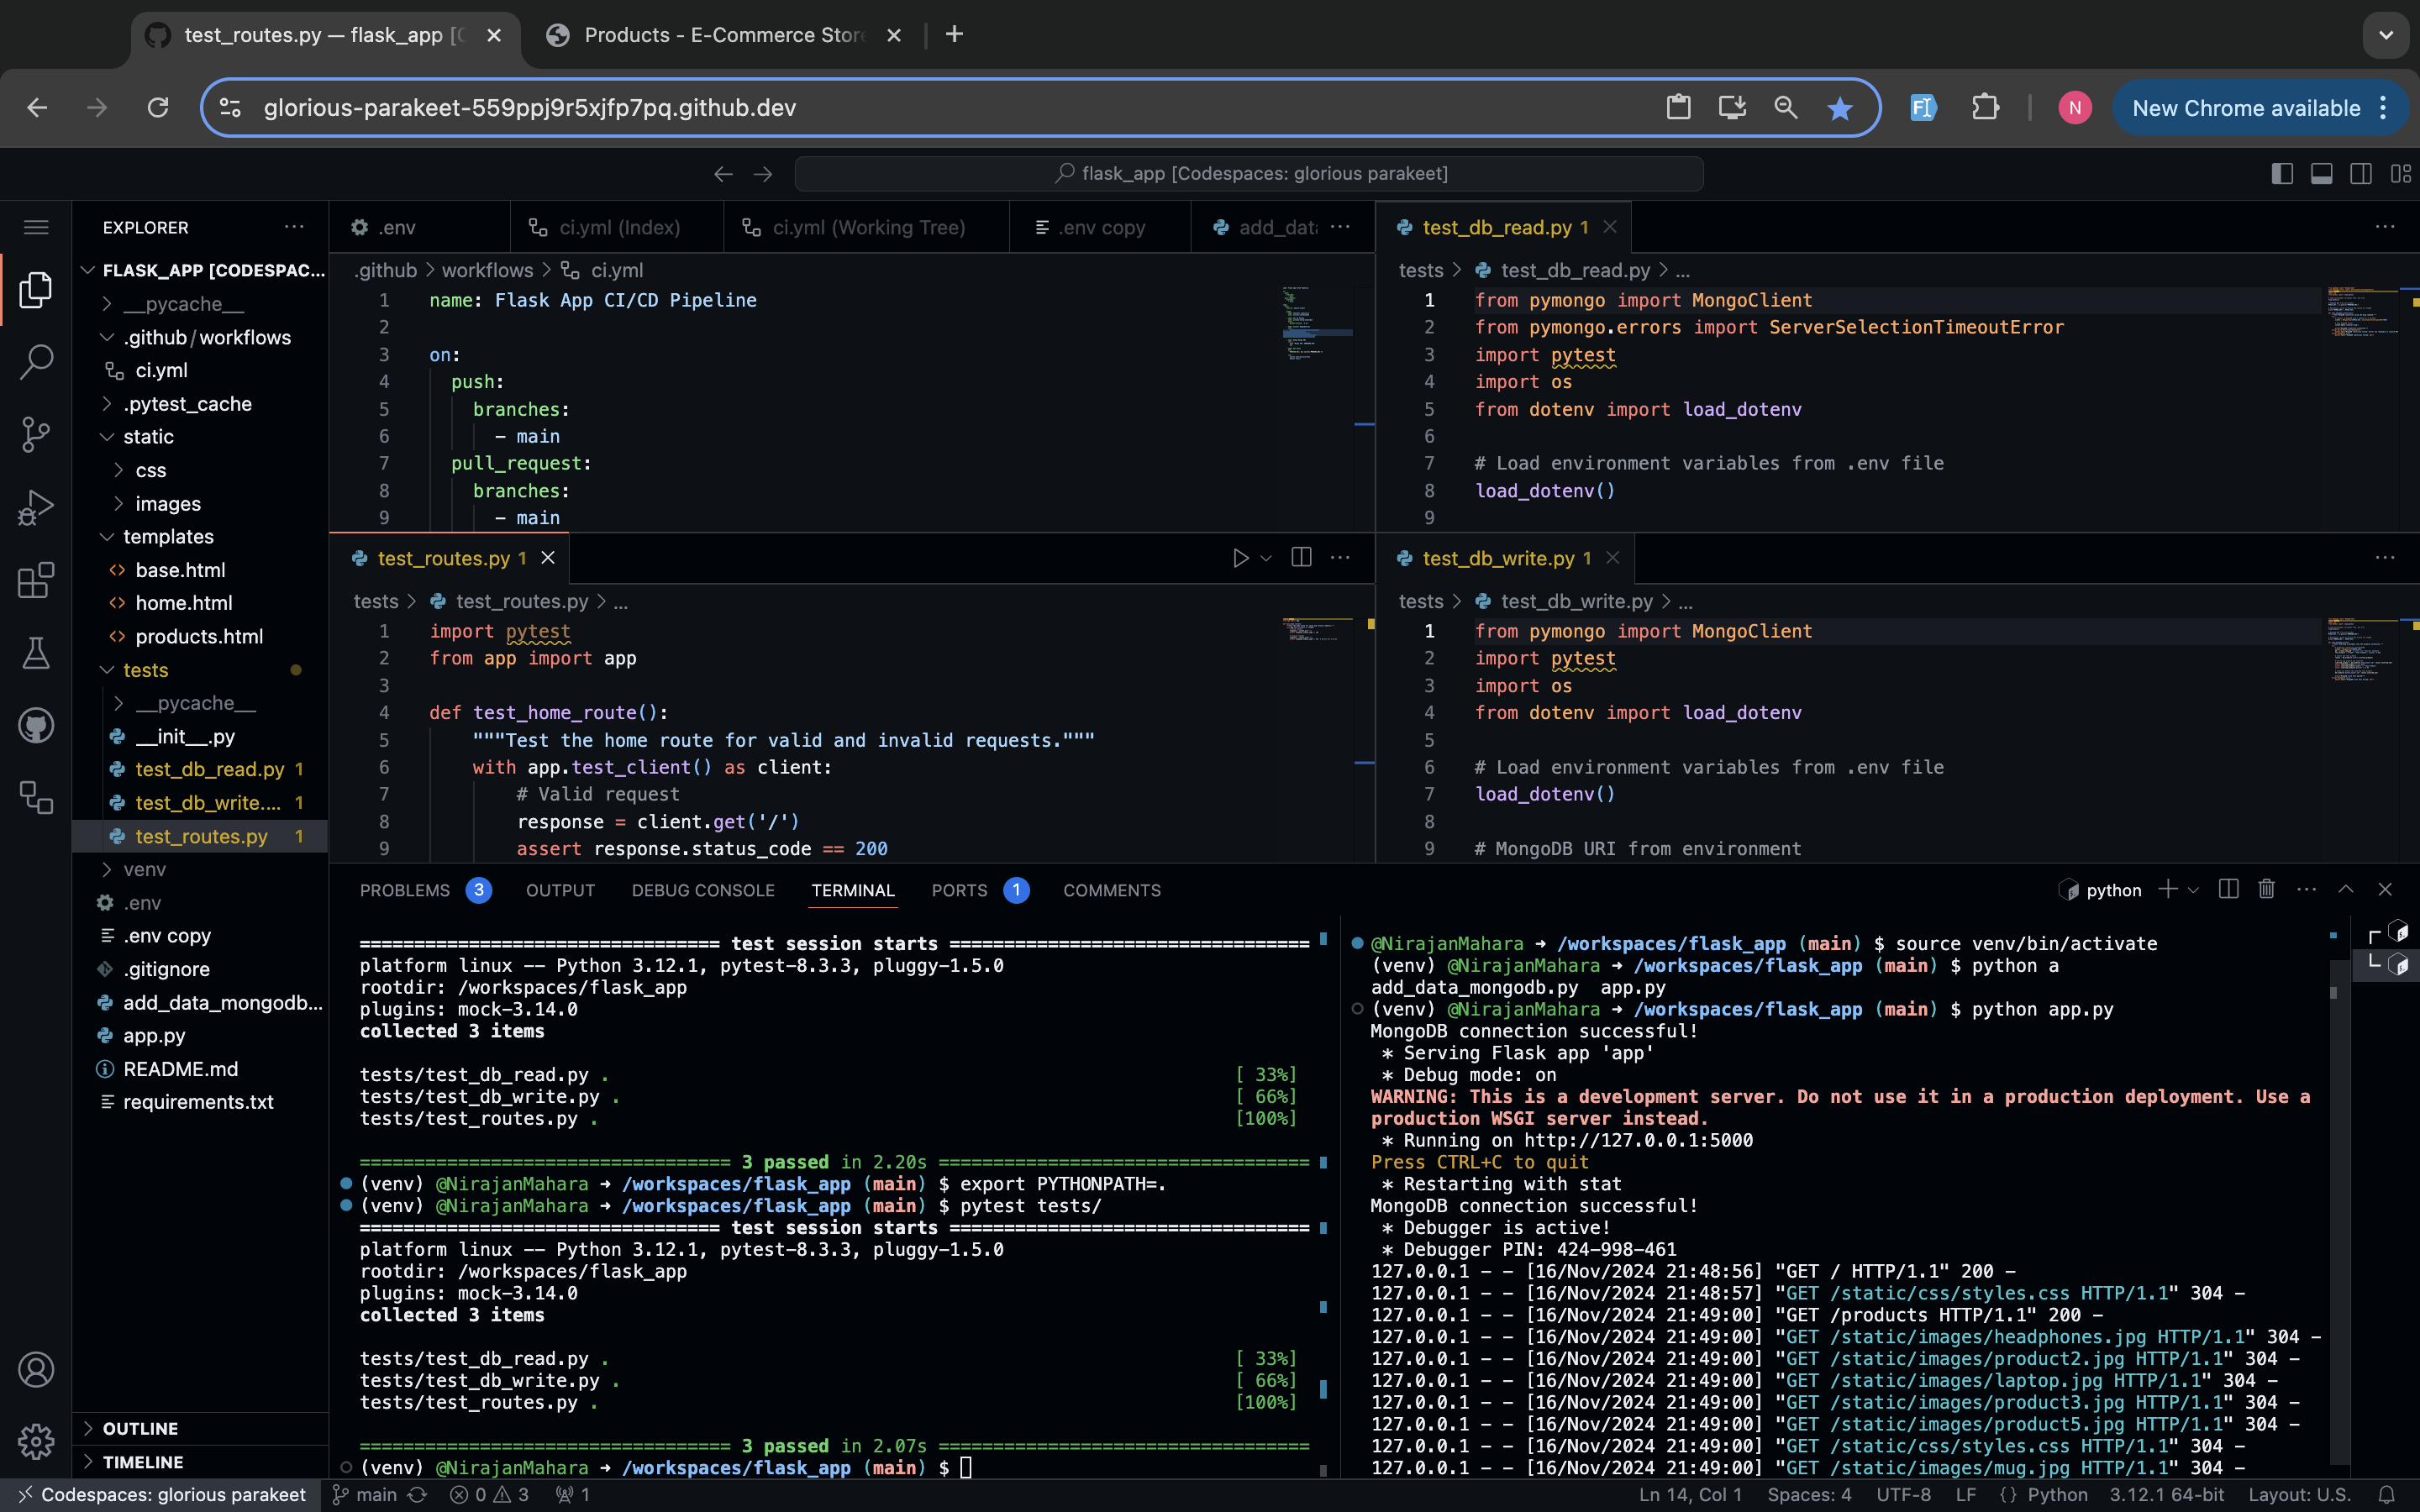 test_routes.py — flask_app [C
Products - E-Commerce Store
glorious-parakeet-559ppj9r5xjfp7pq.github.dev
N
New Chrome available
flask_app [Codespaces: glorious parakeet]
EXPLORER
FLASK_APP [CODESPAC...
__pycache__
.github/workflows
ci.yml
.pytest_cache
static
css
images
templates
base.html
home.html
products.html
tests
__pycache__
__init__.py
test_db_read.py 1
test_db_write.... 1
test_routes.py 1
venv
.env
.env copy
.gitignore
add_data_mongodb...
app.py
README.md
requirements.txt
OUTLINE
TIMELINE
.env
ci.yml (Index)
ci.yml (Working Tree)
.env copy
add_dat
.github > workflows > ci.yml
1 name: Flask App CI/CD Pipeline
2
3 on:
4 push:
5 branches:
6 - main
7 pull_request:
8 branches:
9 - main
test_db_read.py 1
tests > test_db_read.py > ...
1 from pymongo import MongoClient
2 from pymongo.errors import ServerSelectionTimeoutError
3 import pytest
4 import os
5 from dotenv import load_dotenv
6
7 # Load environment variables from .env file
8 load_dotenv()
9
test_routes.py 1
tests > test_routes.py > ...
1 import pytest
2 from app import app
3
4 def test_home_route():
5 """Test the home route for valid and invalid requests."""
6 with app.test_client() as client:
7 # Valid request
8 response = client.get('/')
9 assert response.status_code == 200
test_db_write.py 1
tests > test_db_write.py > ...
1 from pymongo import MongoClient
2 import pytest
3 import os
4 from dotenv import load_dotenv
5
6 # Load environment variables from .env file
7 load_dotenv()
8
9 # MongoDB URI from environment
PROBLEMS 3 OUTPUT DEBUG CONSOLE TERMINAL PORTS 1 COMMENTS
python
================================= test session starts =================================
platform linux -- Python 3.12.1, pytest-8.3.3, pluggy-1.5.0
rootdir: /workspaces/flask_app
plugins: mock-3.14.0
collected 3 items
tests/test_db_read.py . [ 33%]
tests/test_db_write.py . [ 66%]
tests/test_routes.py . [100%]
================================== 3 passed in 2.20s ==================================
(venv) @NirajanMahara ➜ /workspaces/flask_app (main) $ export PYTHONPATH=.
(venv) @NirajanMahara ➜ /workspaces/flask_app (main) $ pytest tests/
================================= test session starts =================================
platform linux -- Python 3.12.1, pytest-8.3.3, pluggy-1.5.0
rootdir: /workspaces/flask_app
plugins: mock-3.14.0
collected 3 items
tests/test_db_read.py . [ 33%]
tests/test_db_write.py . [ 66%]
tests/test_routes.py . [100%]
================================== 3 passed in 2.07s ==================================
(venv) @NirajanMahara ➜ /workspaces/flask_app (main) $
@NirajanMahara ➜ /workspaces/flask_app (main) $ source venv/bin/activate
(venv) @NirajanMahara ➜ /workspaces/flask_app (main) $ python a
add_data_mongodb.py app.py
(venv) @NirajanMahara ➜ /workspaces/flask_app (main) $ python app.py
MongoDB connection successful!
* Serving Flask app 'app'
* Debug mode: on
WARNING: This is a development server. Do not use it in a production deployment. Use a
production WSGI server instead.
* Running on http://127.0.0.1:5000
Press CTRL+C to quit
* Restarting with stat
MongoDB connection successful!
* Debugger is active!
* Debugger PIN: 424-998-461
127.0.0.1 - - [16/Nov/2024 21:48:56] "GET / HTTP/1.1" 200 -
127.0.0.1 - - [16/Nov/2024 21:48:57] "GET /static/css/styles.css HTTP/1.1" 304 -
127.0.0.1 - - [16/Nov/2024 21:49:00] "GET /products HTTP/1.1" 200 -
127.0.0.1 - - [16/Nov/2024 21:49:00] "GET /static/images/headphones.jpg HTTP/1.1" 304 -
127.0.0.1 - - [16/Nov/2024 21:49:00] "GET /static/images/product2.jpg HTTP/1.1" 304 -
127.0.0.1 - - [16/Nov/2024 21:49:00] "GET /static/images/laptop.jpg HTTP/1.1" 304 -
127.0.0.1 - - [16/Nov/2024 21:49:00] "GET /static/images/product3.jpg HTTP/1.1" 304 -
127.0.0.1 - - [16/Nov/2024 21:49:00] "GET /static/images/product5.jpg HTTP/1.1" 304 -
127.0.0.1 - - [16/Nov/2024 21:49:00] "GET /static/css/styles.css HTTP/1.1" 304 -
127.0.0.1 - - [16/Nov/2024 21:49:00] "GET /static/images/mug.jpg HTTP/1.1" 304 -
Codespaces: glorious parakeet main 0 3 1 Ln 14, Col 1 Spaces: 4 UTF-8 LF {} Python 3.12.1 64-bit Layout: U.S.